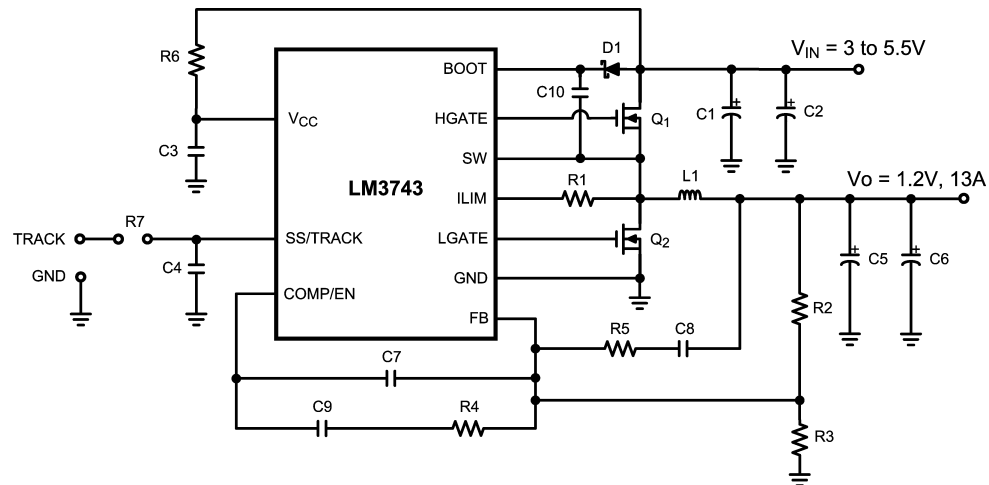 D1
V_IN = 3 to 5.5V
R6
BOOT
C10
HGATE
Q1
C1
+
C2
+
VCC
C3
SW
LM3743
ILIM
R1
L1
Vo = 1.2V, 13A
TRACK
R7
SS/TRACK
LGATE
Q2
C4
C5
+
C6
+
GND
GND
COMP/EN
FB
R2
R5
C8
C7
C9
R4
R3